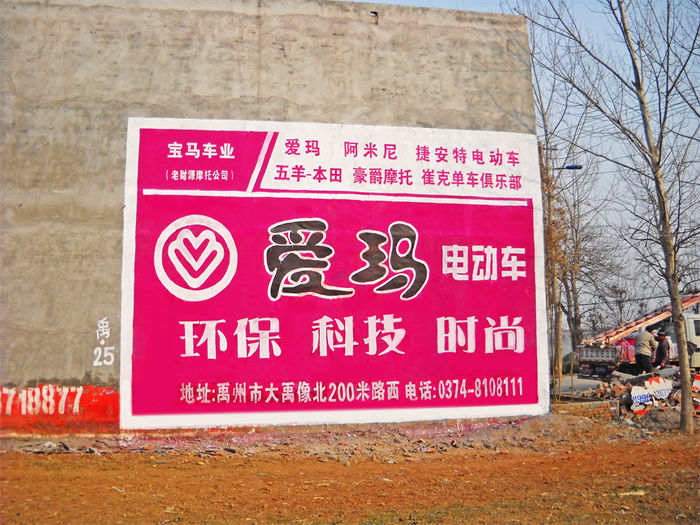 宝马车业
(老财源摩托公司)
爱玛 阿米尼 捷安特电动车
五羊-本田 豪爵摩托 崔克单车俱乐部
爱玛 电动车
环保 科技 时尚
地址:禹州市大禹像北200米路西 电话:0374-8108111
禹·25
718877